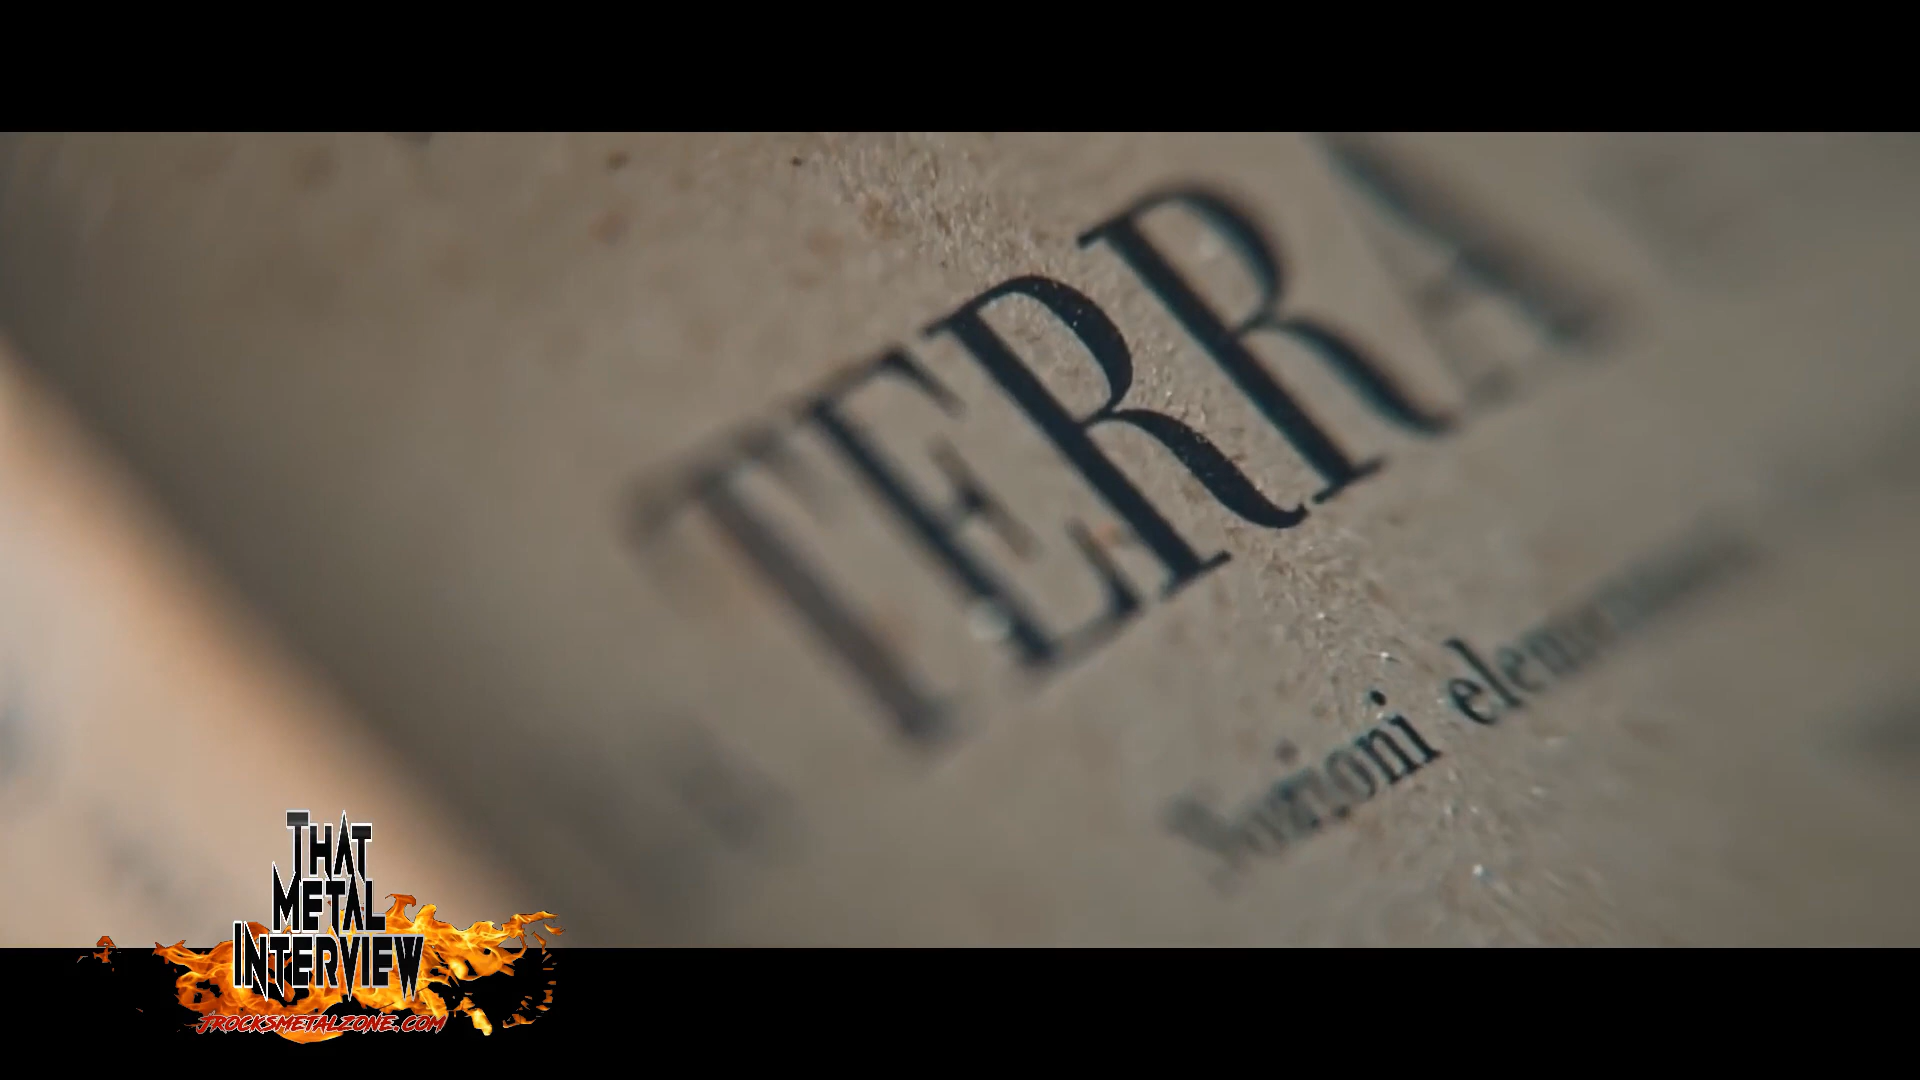 TERRA
THAT
METAL
INTERVIEW
JROCKSMETALZONE.COM